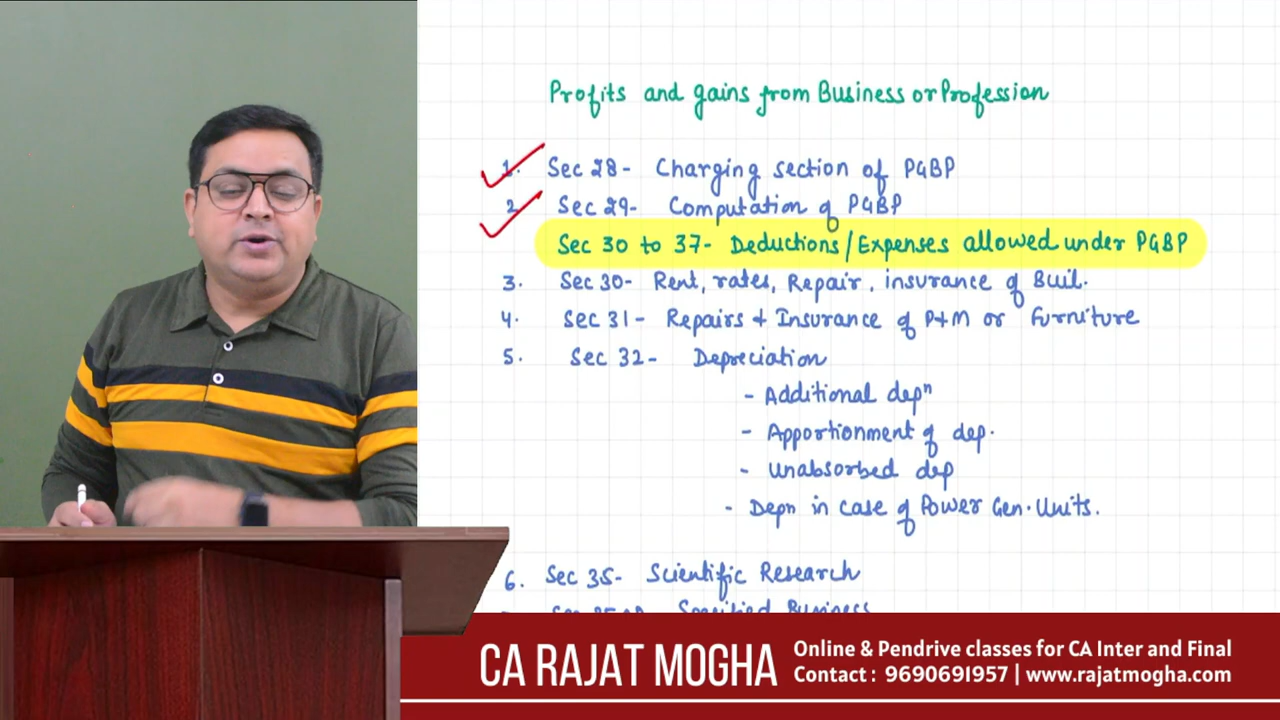 Profits and gains from Business or Profession
1. Sec 28- Charging section of PGBP
2. Sec 29- Computation of PGBP
Sec 30 to 37- Deductions/Expenses allowed under PGBP
3. Sec 30- Rent, rates, Repair, insurance of Buil.
4. Sec 31- Repairs & Insurance of P&M or Furniture
5. Sec 32- Depreciation
- Additional depn
- Apportionment of dep.
- Unabsorbed dep
- Depn in case of Power Gen. Units.
6. Sec 35- Scientific Research
Specified Business
CA RAJAT MOGHA
Online & Pendrive classes for CA Inter and Final
Contact : 9690691957 | www.rajatmogha.com